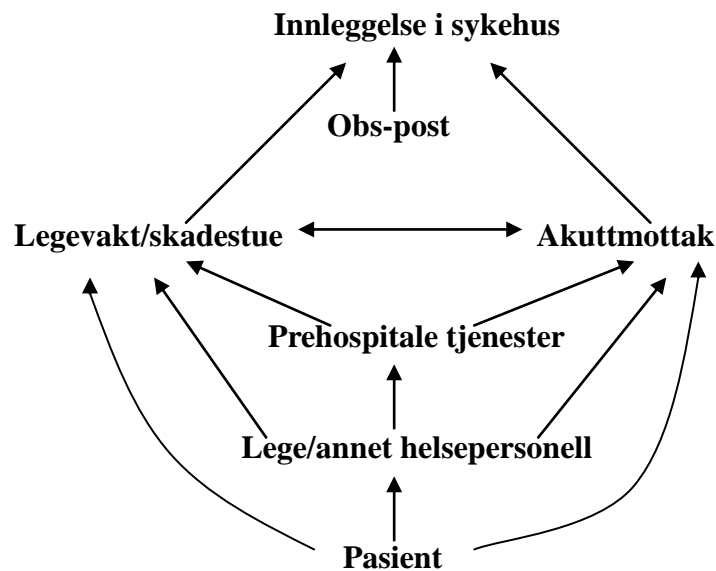 Innleggelse i sykehus
Obs-post
Legevakt/skadestue
Akuttmottak
Prehospitale tjenester
Lege/annet helsepersonell
Pasient